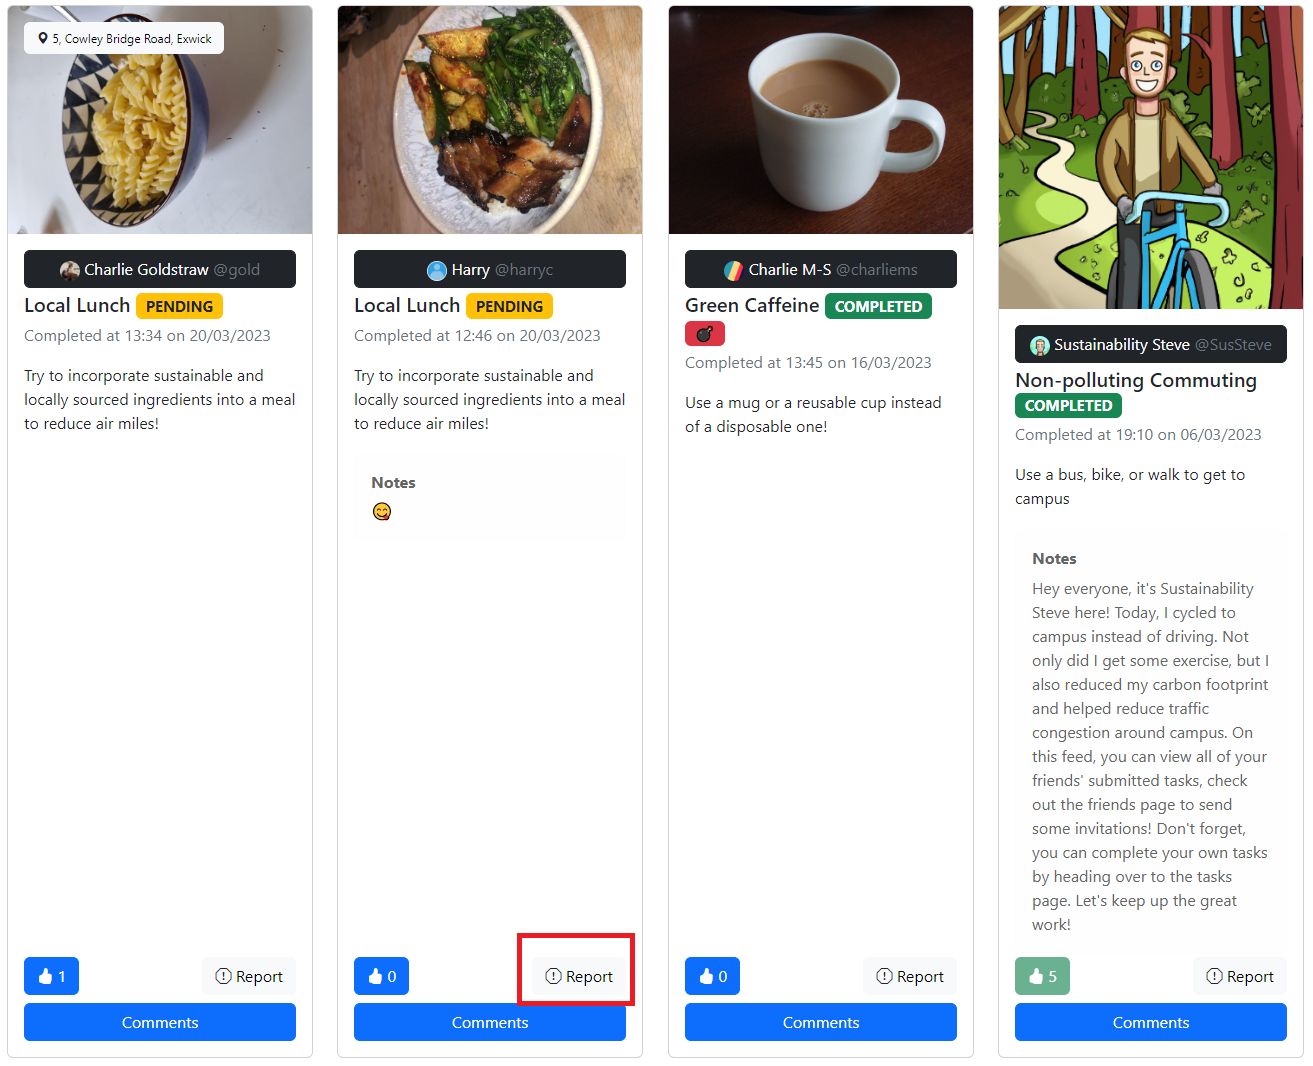 5, Cowley Bridge Road, Exwick
Charlie Goldstraw @gold
Local Lunch PENDING
Completed at 13:34 on 20/03/2023
Try to incorporate sustainable and
locally sourced ingredients into a meal
to reduce air miles!
1
Report
Comments
Harry @harryc
Local Lunch PENDING
Completed at 12:46 on 20/03/2023
Try to incorporate sustainable and
locally sourced ingredients into a meal
to reduce air miles!
Notes
😋
0
Report
Comments
Charlie M-S @charliems
Green Caffeine COMPLETED
💣
Completed at 13:45 on 16/03/2023
Use a mug or a reusable cup instead
of a disposable one!
0
Report
Comments
Sustainability Steve @SusSteve
Non-polluting Commuting
COMPLETED
Completed at 19:10 on 06/03/2023
Use a bus, bike, or walk to get to
campus
Notes
Hey everyone, it's Sustainability
Steve here! Today, I cycled to
campus instead of driving. Not
only did I get some exercise, but I
also reduced my carbon footprint
and helped reduce traffic
congestion around campus. On
this feed, you can view all of your
friends' submitted tasks, check
out the friends page to send
some invitations! Don't forget,
you can complete your own tasks
by heading over to the tasks
page. Let's keep up the great
work!
5
Report
Comments